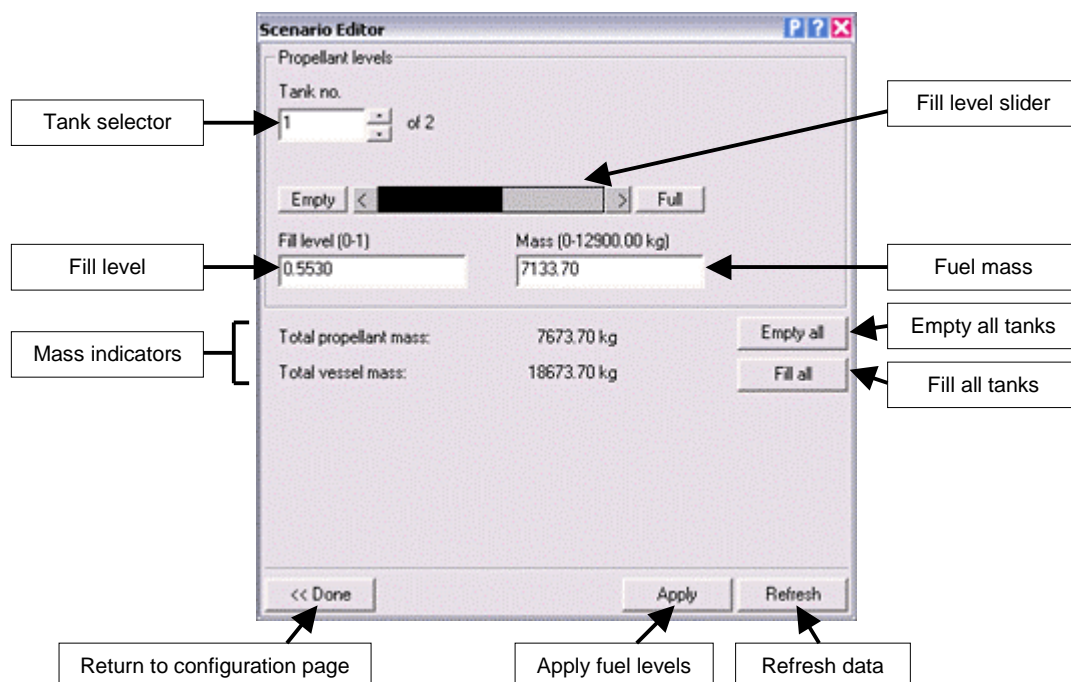 Scenario Editor
P ? X
Propellant levels
Tank no.
Tank selector
1 of 2
Fill level slider
Empty < > Full
Fill level (0-1) Mass (0-12900.00 kg)
Fill level
0.5530 7133.70
Fuel mass
Mass indicators
Total propellant mass: 7673.70 kg Empty all
Empty all tanks
Total vessel mass: 18673.70 kg Fill all
Fill all tanks
<< Done Apply Refresh
Return to configuration page Apply fuel levels Refresh data